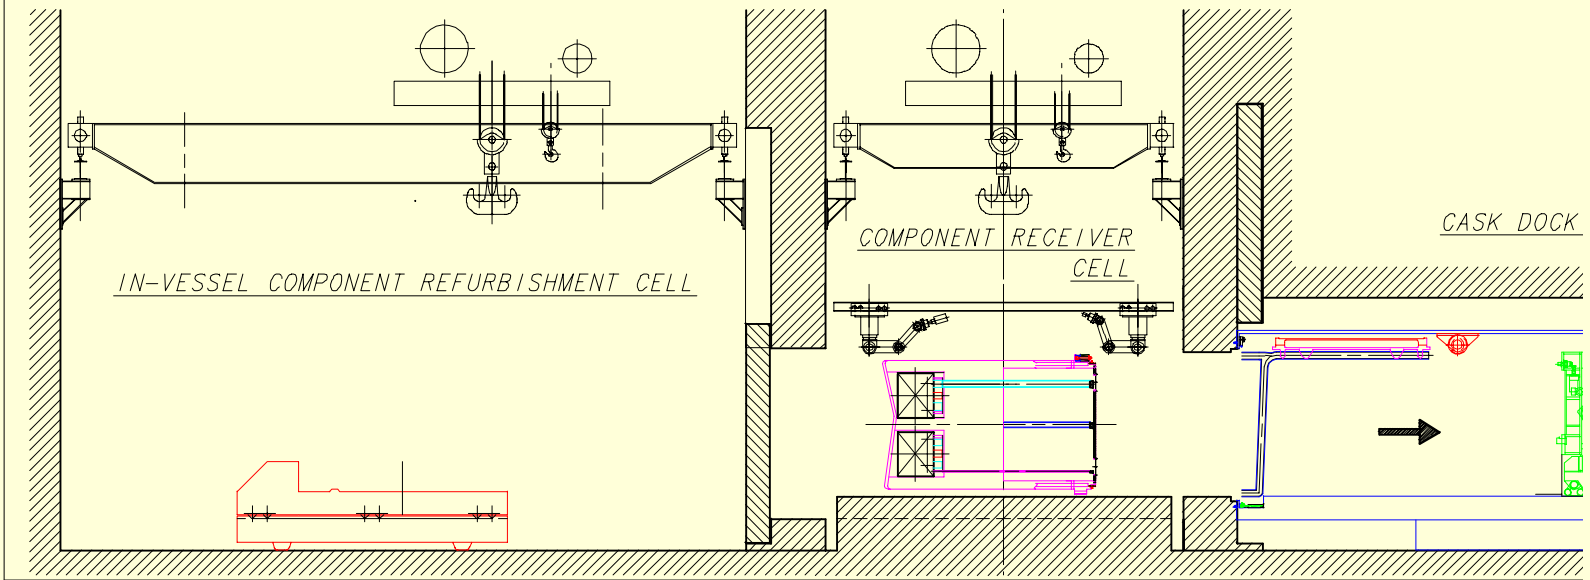 IN-VESSEL COMPONENT REFURBISHMENT CELL
COMPONENT RECEIVER
CELL
CASK DOCK